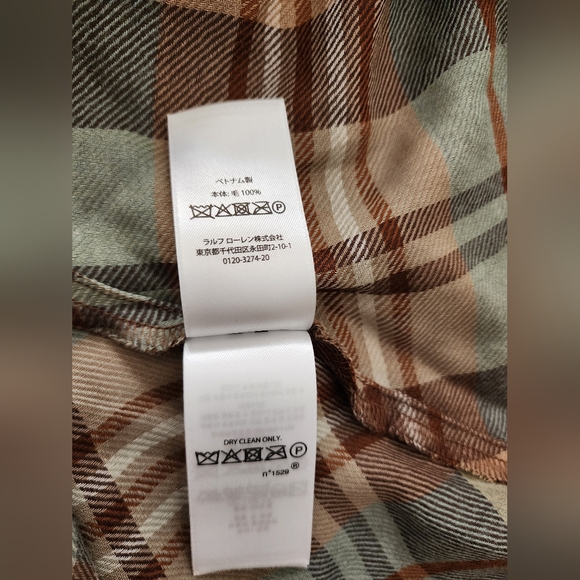 ベトナム製
本体: 毛 100%
P
ラルフ ローレン株式会社
東京都千代田区永田町2-10-1
0120-3274-20
DRY CLEAN ONLY.
P
n°1529 ®